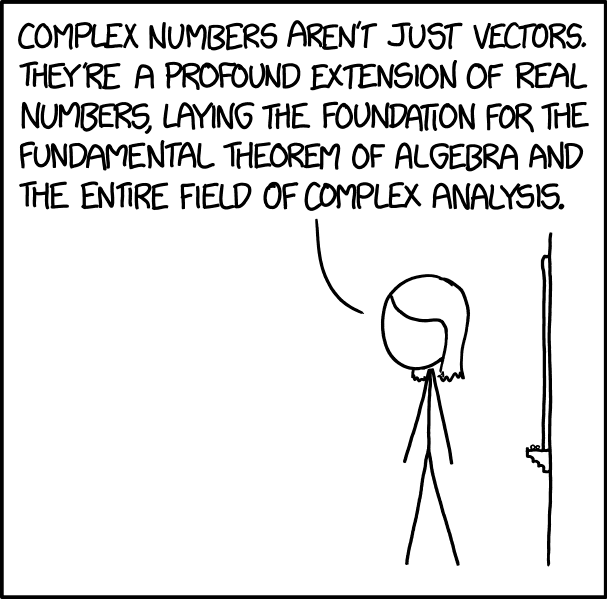 COMPLEX NUMBERS AREN'T JUST VECTORS.
THEY'RE A PROFOUND EXTENSION OF REAL
NUMBERS, LAYING THE FOUNDATION FOR THE
FUNDAMENTAL THEOREM OF ALGEBRA AND
THE ENTIRE FIELD OF COMPLEX ANALYSIS.